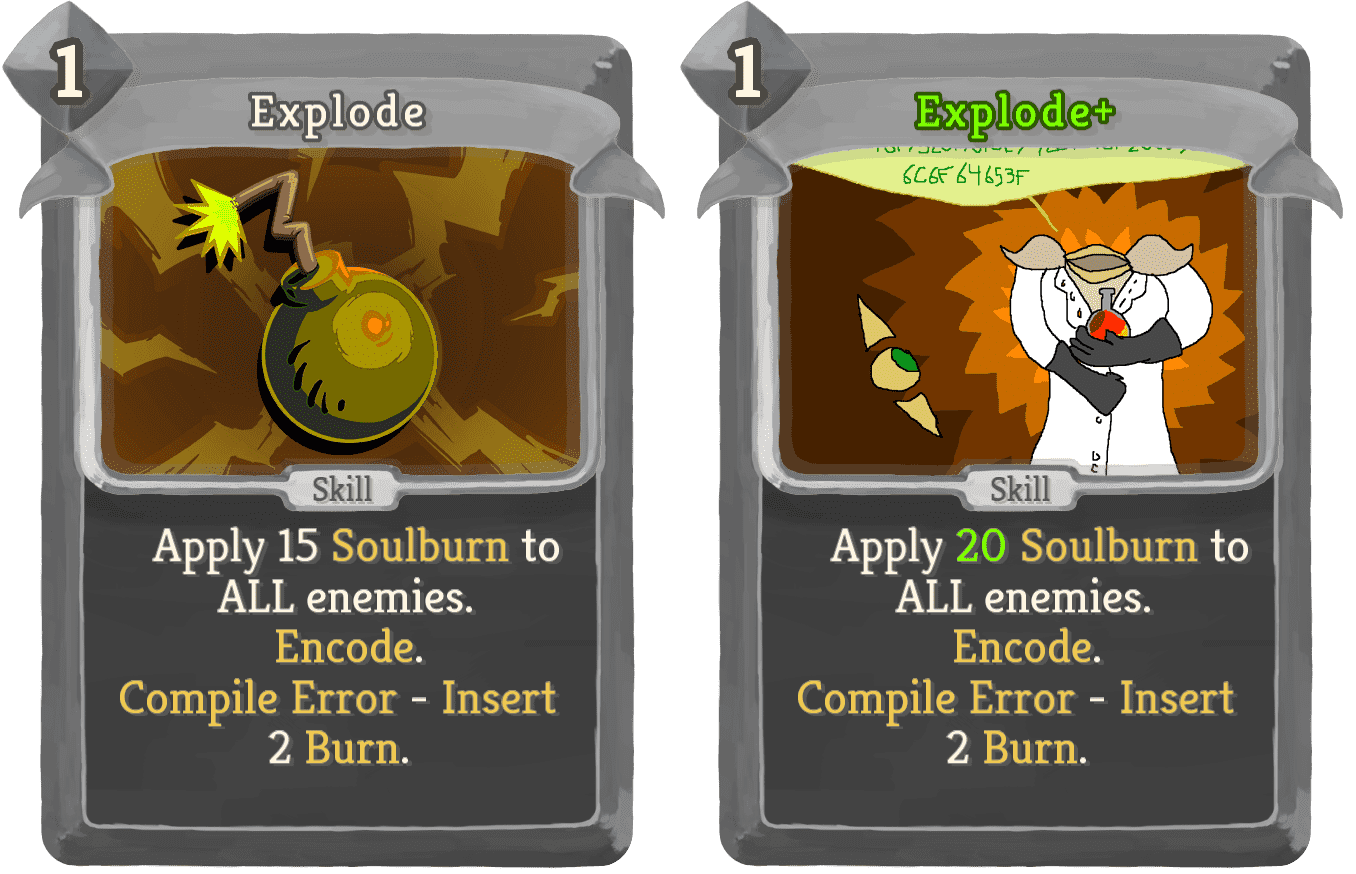 1
Explode
Skill
Apply 15 Soulburn to
ALL enemies.
Encode.
Compile Error - Insert
2 Burn.
1
Explode+
6C6F64653F
Skill
Apply 20 Soulburn to
ALL enemies.
Encode.
Compile Error - Insert
2 Burn.